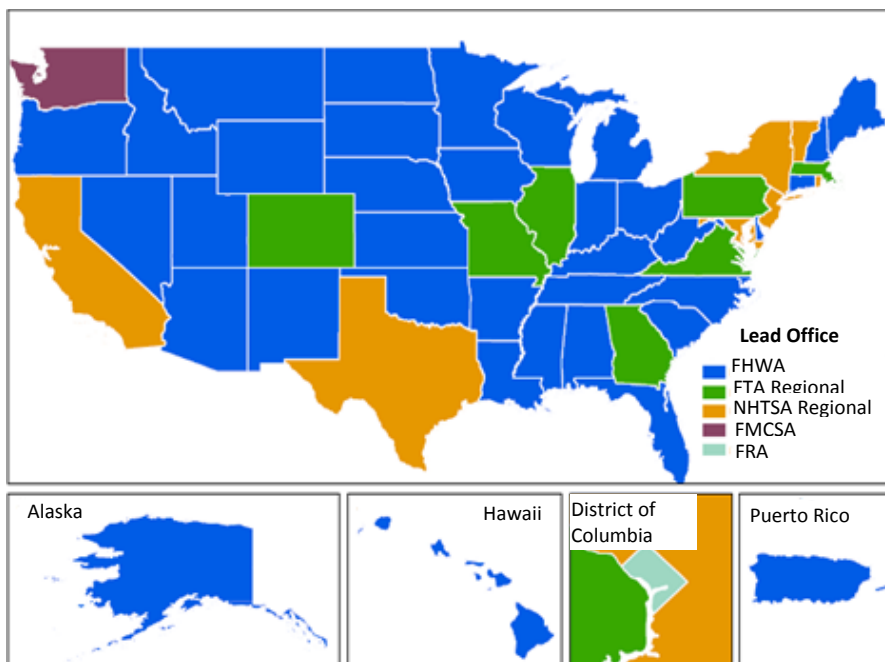 Lead Office
FHWA
FTA Regional
NHTSA Regional
FMCSA
FRA
Alaska
Hawaii
District of
Columbia
Puerto Rico